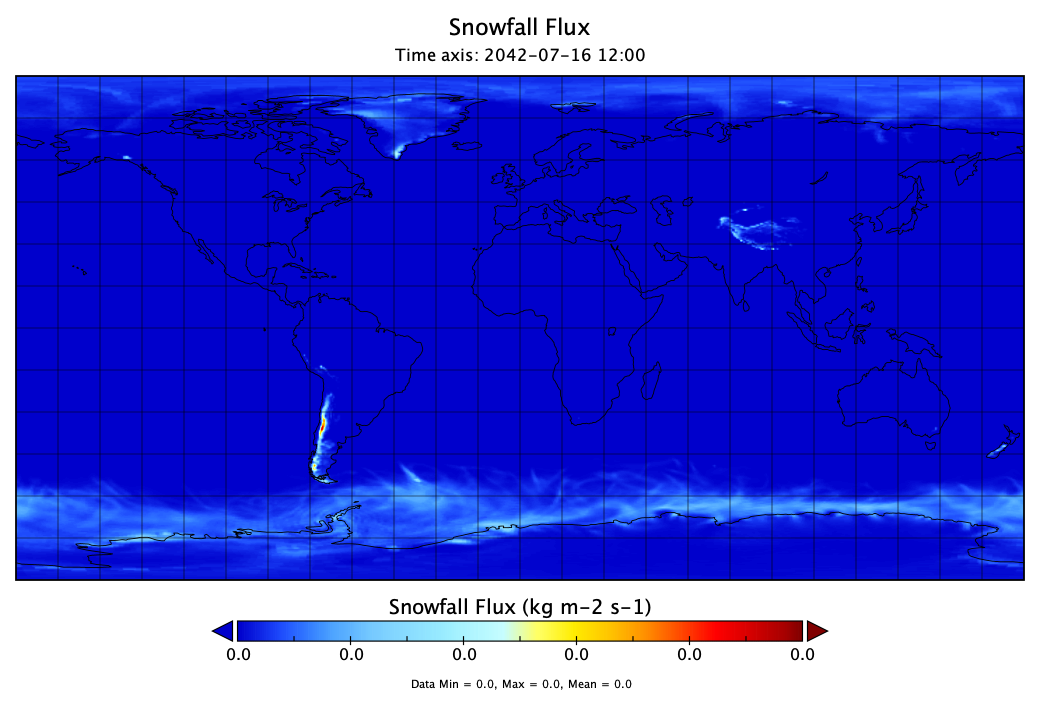 Snowfall Flux
Time axis: 2042-07-16 12:00
Snowfall Flux (kg m-2 s-1)
0.0 0.0 0.0 0.0 0.0 0.0
Data Min = 0.0, Max = 0.0, Mean = 0.0